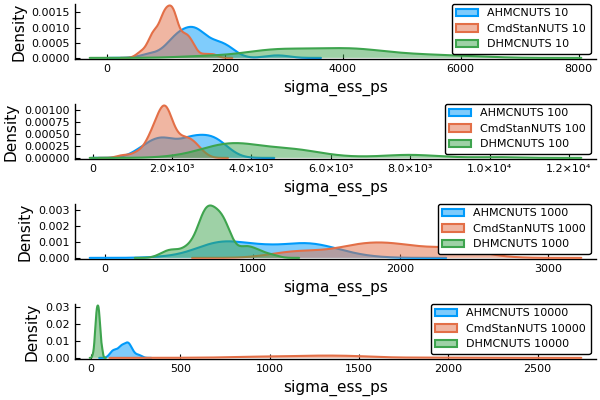 Density
0.0015
0.0010
0.0005
0.0000
AHMCNUTS 10
CmdStanNUTS 10
DHMCNUTS 10
0 2000 4000 6000 8000
sigma_ess_ps
Density
0.00100
0.00075
0.00050
0.00025
0.00000
AHMCNUTS 100
CmdStanNUTS 100
DHMCNUTS 100
0 2.0×10³ 4.0×10³ 6.0×10³ 8.0×10³ 1.0×10⁴ 1.2×10⁴
sigma_ess_ps
Density
0.003
0.002
0.001
0.000
AHMCNUTS 1000
CmdStanNUTS 1000
DHMCNUTS 1000
0 1000 2000 3000
sigma_ess_ps
Density
0.03
0.02
0.01
0.00
AHMCNUTS 10000
CmdStanNUTS 10000
DHMCNUTS 10000
0 500 1000 1500 2000 2500
sigma_ess_ps